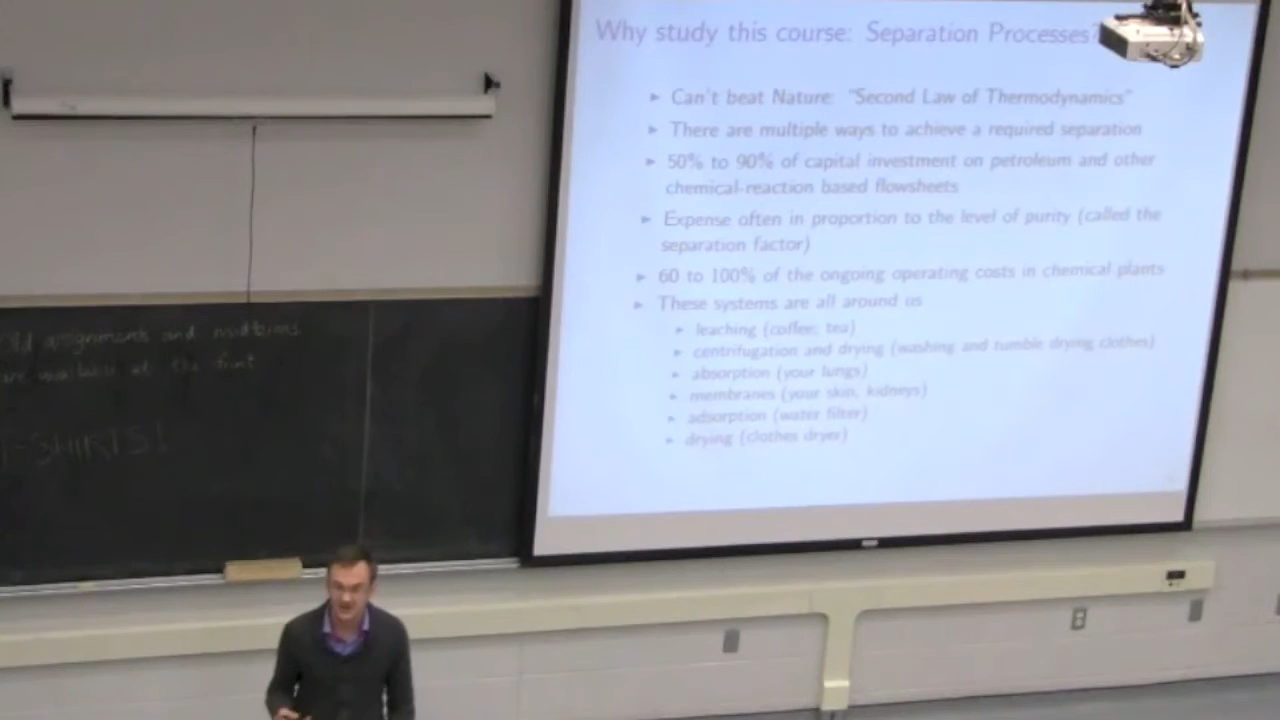 Why study this course: Separation Processes?
► Can't beat Nature: "Second Law of Thermodynamics"
► There are multiple ways to achieve a required separation
► 50% to 90% of capital investment on petroleum and other
chemical-reaction based flowsheets
► Expense often in proportion to the level of purity (called the
separation factor)
► 60 to 100% of the ongoing operating costs in chemical plants
► These systems are all around us
► leaching (coffee; tea)
► centrifugation and drying (washing and tumble drying clothes)
► absorption (your lungs)
► membranes (your skin, kidneys)
► adsorption (water filter)
► drying (clothes dryer)
assignments and midterms
are available at the front
-SHIRTS!